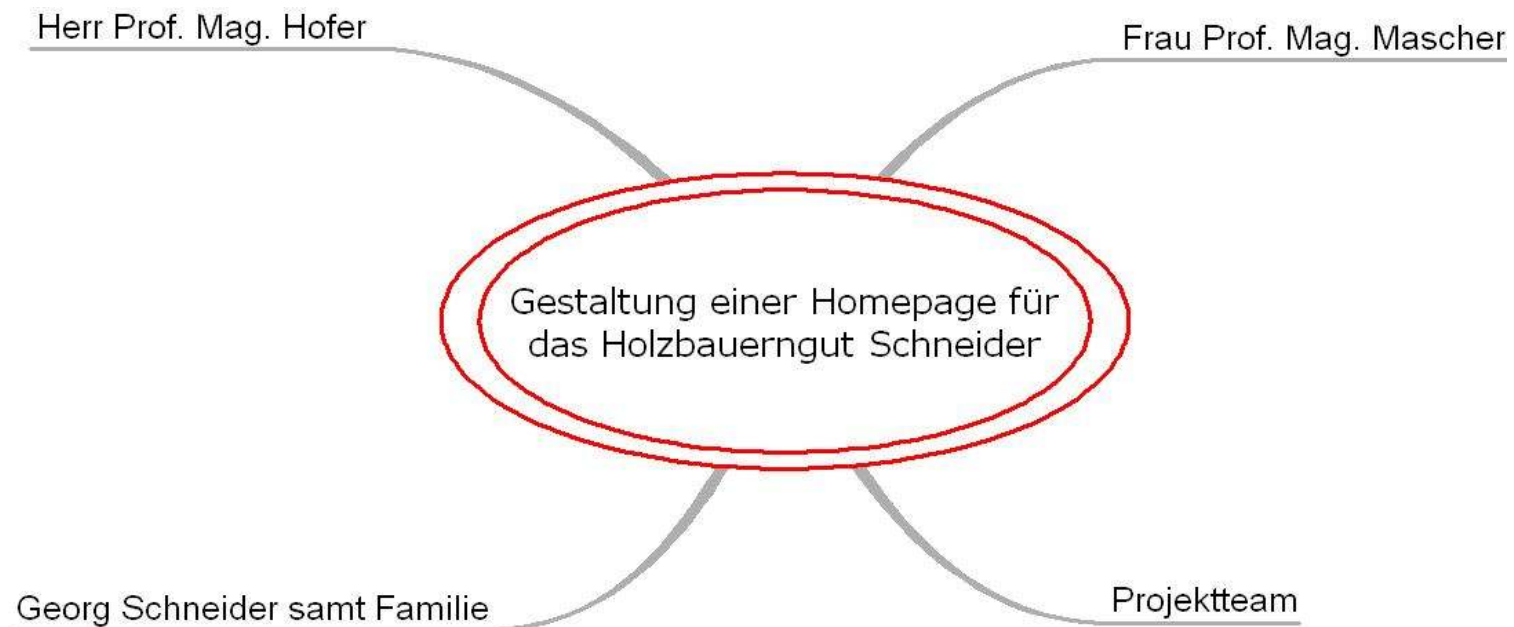 Herr Prof. Mag. Hofer
Frau Prof. Mag. Mascher
Gestaltung einer Homepage für
das Holzbauerngut Schneider
Georg Schneider samt Familie
Projektteam